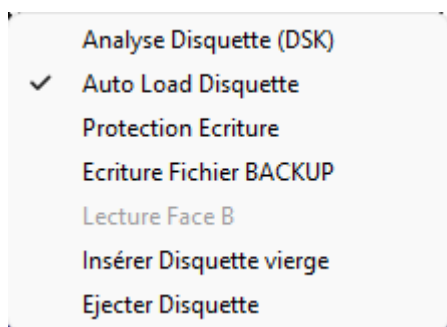 Analyse Disquette (DSK)
Auto Load Disquette
Protection Ecriture
Ecriture Fichier BACKUP
Lecture Face B
Insérer Disquette vierge
Ejecter Disquette